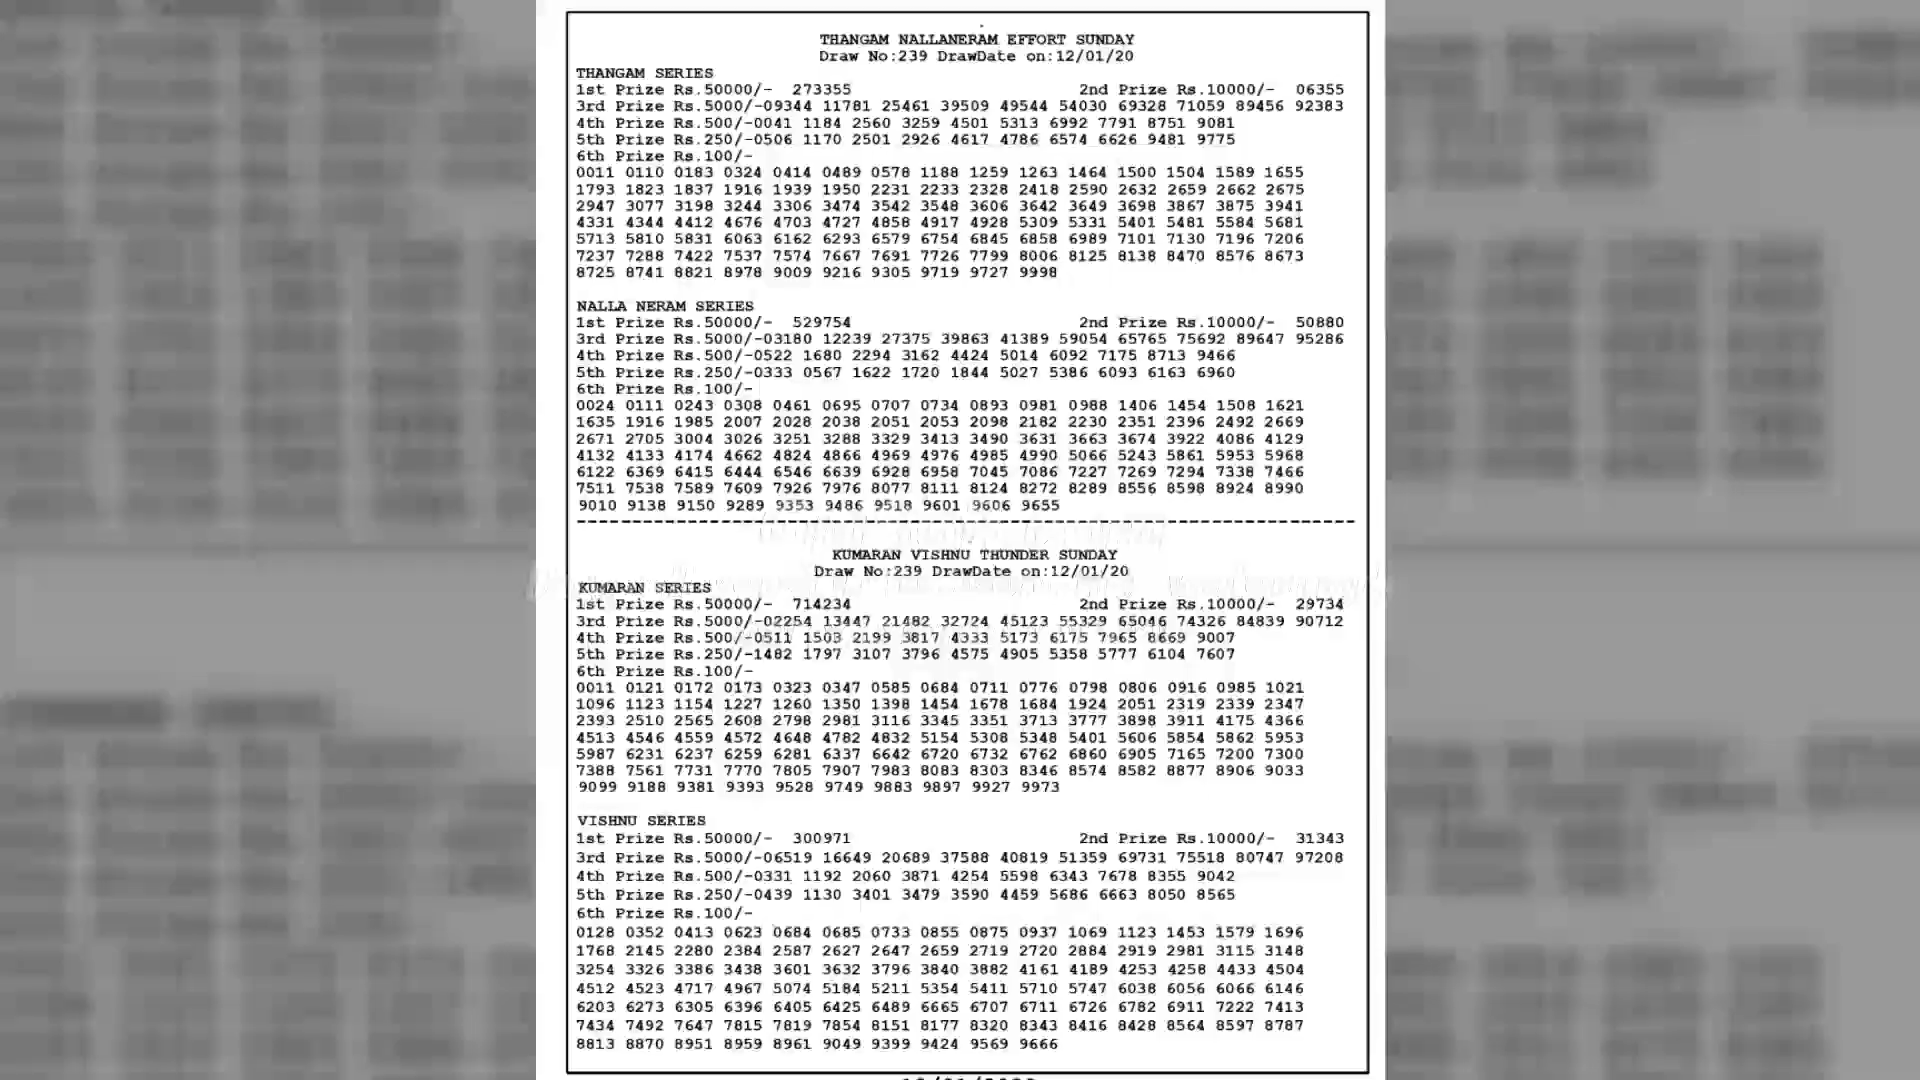 THANGAM NALLANERAM EFFORT SUNDAY
Draw No:239 DrawDate on:12/01/20
THANGAM SERIES
1st Prize Rs.50000/- 273355 2nd Prize Rs.10000/- 06355
3rd Prize Rs.5000/-09344 11781 25461 39509 49544 54030 69328 71059 89456 92383
4th Prize Rs.500/-0041 1184 2560 3259 4501 5313 6992 7791 8751 9081
5th Prize Rs.250/-0506 1170 2501 2926 4617 4786 6574 6626 9481 9775
6th Prize Rs.100/-
0011 0110 0183 0324 0414 0489 0578 1188 1259 1263 1464 1500 1504 1589 1655
1793 1823 1837 1916 1939 1950 2231 2233 2328 2418 2590 2632 2659 2662 2675
2947 3077 3198 3244 3306 3474 3542 3548 3606 3642 3649 3698 3867 3875 3941
4331 4344 4412 4676 4703 4727 4858 4917 4928 5309 5331 5401 5481 5584 5681
5713 5810 5831 6063 6162 6293 6579 6754 6845 6858 6989 7101 7130 7196 7206
7237 7288 7422 7537 7574 7667 7691 7726 7799 8006 8125 8138 8470 8576 8673
8725 8741 8821 8978 9009 9216 9305 9719 9727 9998
NALLA NERAM SERIES
1st Prize Rs.50000/- 529754 2nd Prize Rs.10000/- 50880
3rd Prize Rs.5000/-03180 12239 27375 39863 41389 59054 65765 75692 89647 95286
4th Prize Rs.500/-0522 1680 2294 3162 4424 5014 6092 7175 8713 9466
5th Prize Rs.250/-0333 0567 1622 1720 1844 5027 5386 6093 6163 6960
6th Prize Rs.100/-
0024 0111 0243 0308 0461 0695 0707 0734 0893 0981 0988 1406 1454 1508 1621
1635 1916 1985 2007 2028 2038 2051 2053 2098 2182 2230 2351 2396 2492 2669
2671 2705 3004 3026 3251 3288 3329 3413 3490 3631 3663 3674 3922 4086 4129
4132 4133 4174 4662 4824 4866 4969 4976 4985 4990 5066 5243 5861 5953 5968
6122 6369 6415 6444 6546 6639 6928 6958 7045 7086 7227 7269 7294 7338 7466
7511 7538 7589 7609 7926 7976 8077 8111 8124 8272 8289 8556 8598 8924 8990
9010 9138 9150 9289 9353 9486 9518 9601 9606 9655
KUMARAN VISHNU THUNDER SUNDAY
Draw No:239 DrawDate on:12/01/20
KUMARAN SERIES
1st Prize Rs.50000/- 714234 2nd Prize Rs.10000/- 29734
3rd Prize Rs.5000/-02254 13447 21482 32724 45123 55329 65046 74326 84839 90712
4th Prize Rs.500/-0511 1503 2199 3817 4333 5173 6175 7965 8669 9007
5th Prize Rs.250/-1482 1797 3107 3796 4575 4905 5358 5777 6104 7607
6th Prize Rs.100/-
0011 0121 0172 0173 0323 0347 0585 0684 0711 0776 0798 0806 0916 0985 1021
1096 1123 1154 1227 1260 1350 1398 1454 1678 1684 1924 2051 2319 2339 2347
2393 2510 2565 2608 2798 2981 3116 3345 3351 3713 3777 3898 3911 4175 4366
4513 4546 4559 4572 4648 4782 4832 5154 5308 5348 5401 5606 5854 5862 5953
5987 6231 6237 6259 6281 6337 6642 6720 6732 6762 6860 6905 7165 7200 7300
7388 7561 7731 7770 7805 7907 7983 8083 8303 8346 8574 8582 8877 8906 9033
9099 9188 9381 9393 9528 9749 9883 9897 9927 9973
VISHNU SERIES
1st Prize Rs.50000/- 300971 2nd Prize Rs.10000/- 31343
3rd Prize Rs.5000/-06519 16649 20689 37588 40819 51359 69731 75518 80747 97208
4th Prize Rs.500/-0331 1192 2060 3871 4254 5598 6343 7678 8355 9042
5th Prize Rs.250/-0439 1130 3401 3479 3590 4459 5686 6663 8050 8565
6th Prize Rs.100/-
0128 0352 0413 0623 0684 0685 0733 0855 0875 0937 1069 1123 1453 1579 1696
1768 2145 2280 2384 2587 2627 2647 2659 2719 2720 2884 2919 2981 3115 3148
3254 3326 3386 3438 3601 3632 3796 3840 3882 4161 4189 4253 4258 4433 4504
4512 4523 4717 4967 5074 5184 5211 5354 5411 5710 5747 6038 6056 6066 6146
6203 6273 6305 6396 6405 6425 6489 6665 6707 6711 6726 6782 6911 7222 7413
7434 7492 7647 7815 7819 7854 8151 8177 8320 8343 8416 8428 8564 8597 8787
8813 8870 8951 8959 8961 9049 9399 9424 9569 9666